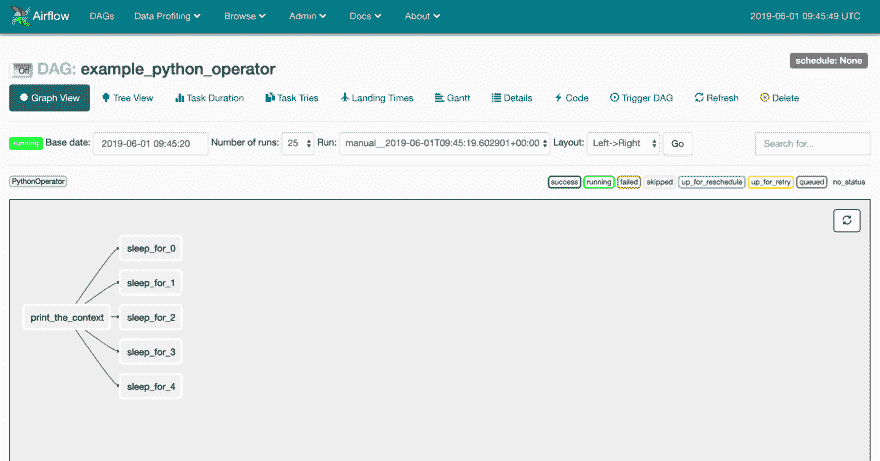 Airflow DAGs Data Profiling Browse Admin Docs About 2019-06-01 09:45:49 UTC
schedule: None
Off DAG: example_python_operator
Graph View Tree View Task Duration Task Tries Landing Times Gantt Details Code Trigger DAG Refresh Delete
running Base date: 2019-06-01 09:45:20 Number of runs: 25 Run: manual__2019-06-01T09:45:19.602901+00:00 Layout: Left->Right Go Search for...
PythonOperator success running failed skipped up_for_reschedule up_for_retry queued no_status
sleep_for_0
sleep_for_1
print_the_context sleep_for_2
sleep_for_3
sleep_for_4